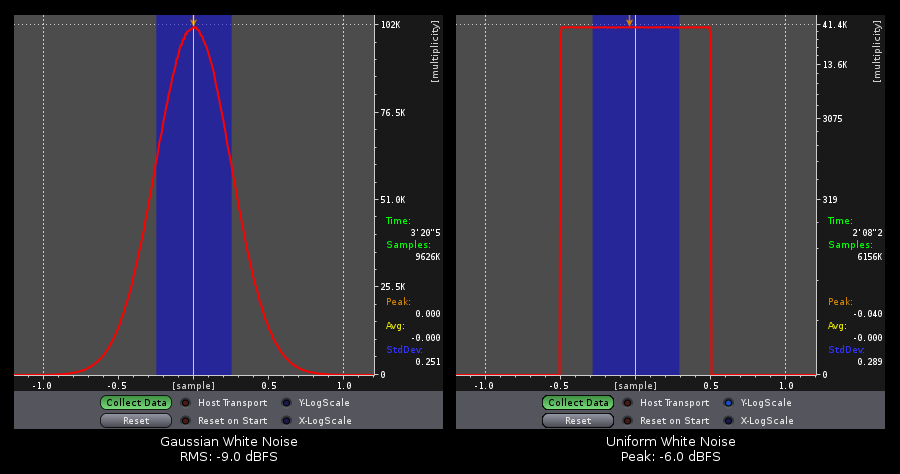 102K
[multiplicity]
76.5K
51.0K
Time:
3'20"5
Samples:
9626K
25.5K
Peak:
0.000
Avg:
-0.000
StdDev:
0.251
0
-1.0 -0.5 [sample] 0.5 1.0
Collect Data Host Transport Y-LogScale
Reset Reset on Start X-LogScale
Gaussian White Noise
RMS: -9.0 dBFS
41.4K
[multiplicity]
13.6K
3075
319
Time:
2'08"2
Samples:
6156K
Peak:
-0.040
Avg:
-0.000
StdDev:
0.289
0
-1.0 -0.5 [sample] 0.5 1.0
Collect Data Host Transport Y-LogScale
Reset Reset on Start X-LogScale
Uniform White Noise
Peak: -6.0 dBFS